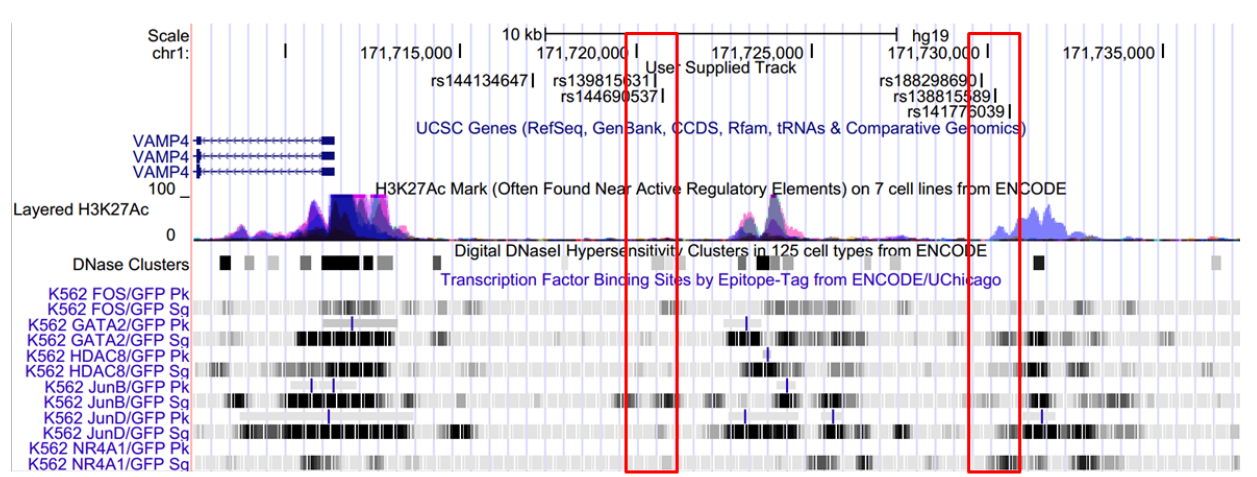 Scale 10 kb hg19
chr1: 171,715,000 171,720,000 171,725,000 171,730,000 171,735,000
User Supplied Track
rs144134647 rs139815631 rs188298690
rs144690537 rs138815589
rs141776039
UCSC Genes (RefSeq, GenBank, CCDS, Rfam, tRNAs & Comparative Genomics)
VAMP4
VAMP4
VAMP4
H3K27Ac Mark (Often Found Near Active Regulatory Elements) on 7 cell lines from ENCODE
100
Layered H3K27Ac
0
Digital DNaseI Hypersensitivity Clusters in 125 cell types from ENCODE
DNase Clusters
Transcription Factor Binding Sites by Epitope-Tag from ENCODE/UChicago
K562 FOS/GFP Pk
K562 FOS/GFP Sg
K562 GATA2/GFP Pk
K562 GATA2/GFP Sg
K562 HDAC8/GFP Pk
K562 HDAC8/GFP Sg
K562 JunB/GFP Pk
K562 JunB/GFP Sg
K562 JunD/GFP Pk
K562 JunD/GFP Sg
K562 NR4A1/GFP Pk
K562 NR4A1/GFP Sg